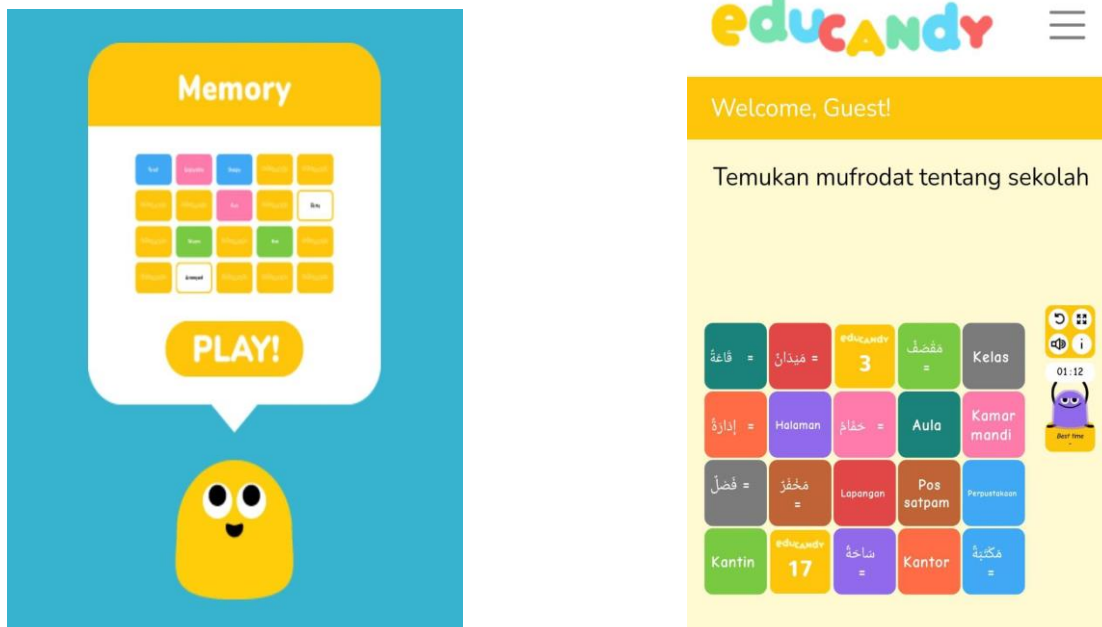 Memory
PLAY!
educandy
Welcome, Guest!
Temukan mufrodat tentang sekolah
قَاعَةٌ =
مَيْدَانٌ =
educandy
3
مَقْصَفٌ
=
Kelas
إِدَارَةٌ =
Halaman
حَمَّامٌ =
Aula
Kamar
mandi
فَصْلٌ =
مَخْفَرٌ
=
Lapangan
Pos
satpam
Perpustakaan
Kantin
educandy
17
سَاحَةٌ
=
Kantor
مَكْتَبَةٌ
=
01:12
Best time
-